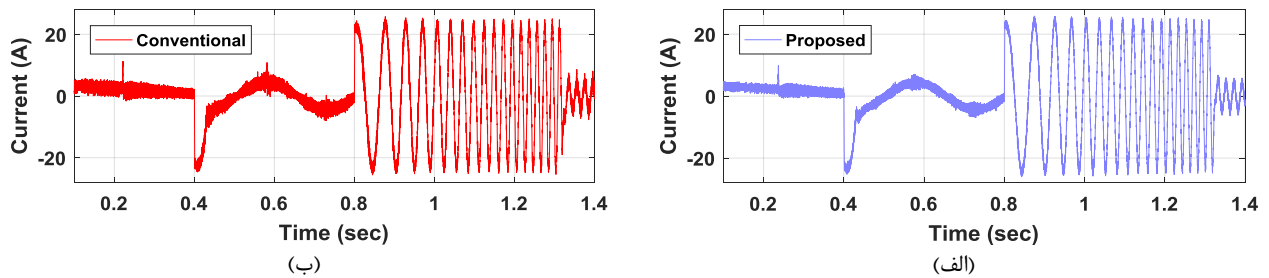 Conventional
Current (A)
20
0
-20
0.2 0.4 0.6 0.8 1 1.2 1.4
Time (sec)
(ب)
Proposed
Current (A)
20
0
-20
0.2 0.4 0.6 0.8 1 1.2 1.4
Time (sec)
(الف)